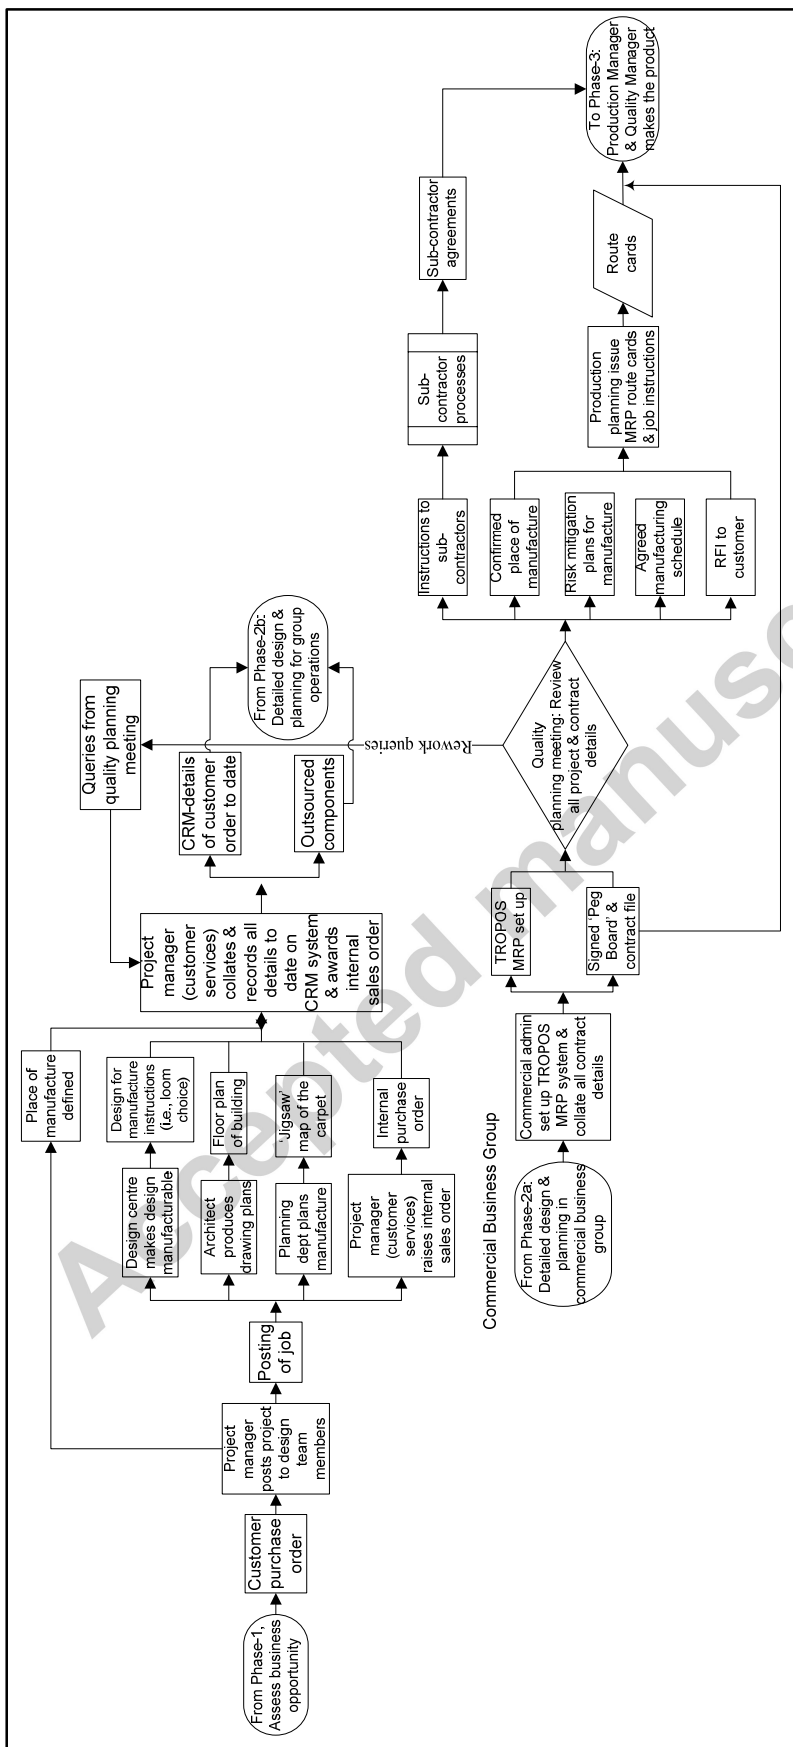 From Phase-1,
Assess business
opportunity
Customer
purchase
order
Project
manager
posts project
to design
team
members
Posting
of job
Place of
manufacture
defined
Design centre
makes design
manufacturable
Design for
manufacture
instructions
(i.e., loom
choice)
Architect
produces
drawing plans
Floor plan
of building
Planning
dept plans
manufacture
‘Jigsaw’
map of the
carpet
Project
manager
(customer
services)
raises internal
sales order
Internal
purchase
order
Project
manager
(customer
services)
collates &
records all
details to
date on
CRM system
& awards
internal
sales order
Queries from
quality planning
meeting
CRM-details
of customer
order to date
Outsourced
components
From Phase-2b:
Detailed design &
planning for group
operations
Rework queries
Commercial Business Group
From Phase-2a:
Detailed design &
planning in
commercial business
group
Commercial admin
set up TROPOS
MRP system &
collate all contract
details
TROPOS
MRP set up
Signed ‘Peg
Board’ &
contract file
Quality
planning meeting: Review
all project & contract
details
Instructions to
sub-
contractors
Confirmed
place of
manufacture
Risk mitigation
plans for
manufacture
Agreed
manufacturing
schedule
RFI to
customer
Sub-
contractor
processes
Sub-contractor
agreements
Production
planning issue
MRP route cards
& job instructions
Route
cards
To Phase-3:
Production Manager
& Quality Manager
makes the product
Accepted manusc